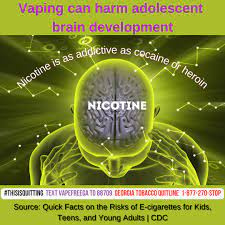 Vaping can harm adolescent
brain development
Nicotine is as addictive as cocaine or heroin
NICOTINE
#THISISQUITTING TEXT VAPEFREEGA TO 88709 GEORGIA TOBACCO QUITLINE 1-877-270-STOP
Source: Quick Facts on the Risks of E-cigarettes for Kids,
Teens, and Young Adults | CDC